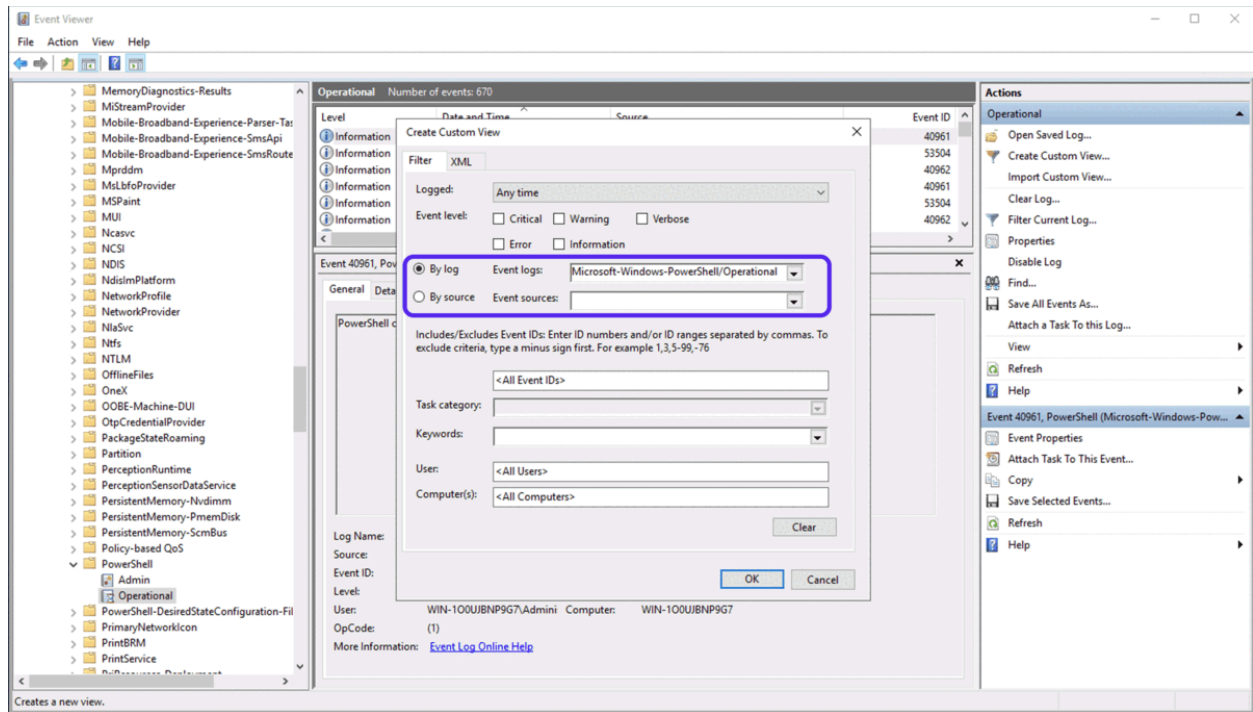 Event Viewer
File Action View Help
MemoryDiagnostics-Results
MiStreamProvider
Mobile-Broadband-Experience-Parser-Tas
Mobile-Broadband-Experience-SmsApi
Mobile-Broadband-Experience-SmsRoute
Mprddm
MsLbfoProvider
MSPaint
MUI
Ncasvc
NCSI
NDIS
NdisImPlatform
NetworkProfile
NetworkProvider
NlaSvc
Ntfs
NTLM
OfflineFiles
OneX
OOBE-Machine-DUI
OtpCredentialProvider
PackageStateRoaming
Partition
PerceptionRuntime
PerceptionSensorDataService
PersistentMemory-Nvdimm
PersistentMemory-PmemDisk
PersistentMemory-ScmBus
Policy-based QoS
PowerShell
Admin
Operational
PowerShell-DesiredStateConfiguration-Fil
PrimaryNetworkIcon
PrintBRM
PrintService
Operational Number of events: 670
Level Date and Time Source Event ID
Information 40961
Information 53504
Information 40962
Information 40961
Information 53504
Information 40962
Event 40961, Pow
General Deta
PowerShell c
Log Name:
Source:
Event ID:
Level:
User: WIN-1O0UJBNP9G7\Admini Computer: WIN-1O0UJBNP9G7
OpCode: (1)
More Information: Event Log Online Help
Create Custom View
Filter XML
Logged: Any time
Event level: Critical Warning Verbose
Error Information
By log Event logs: Microsoft-Windows-PowerShell/Operational
By source Event sources:
Includes/Excludes Event IDs: Enter ID numbers and/or ID ranges separated by commas. To
exclude criteria, type a minus sign first. For example 1,3,5-99,-76
<All Event IDs>
Task category:
Keywords:
User: <All Users>
Computer(s): <All Computers>
Clear
OK Cancel
Actions
Operational
Open Saved Log...
Create Custom View...
Import Custom View...
Clear Log...
Filter Current Log...
Properties
Disable Log
Find...
Save All Events As...
Attach a Task To this Log...
View
Refresh
Help
Event 40961, PowerShell (Microsoft-Windows-Pow...
Event Properties
Attach Task To This Event...
Copy
Save Selected Events...
Refresh
Help
Creates a new view.